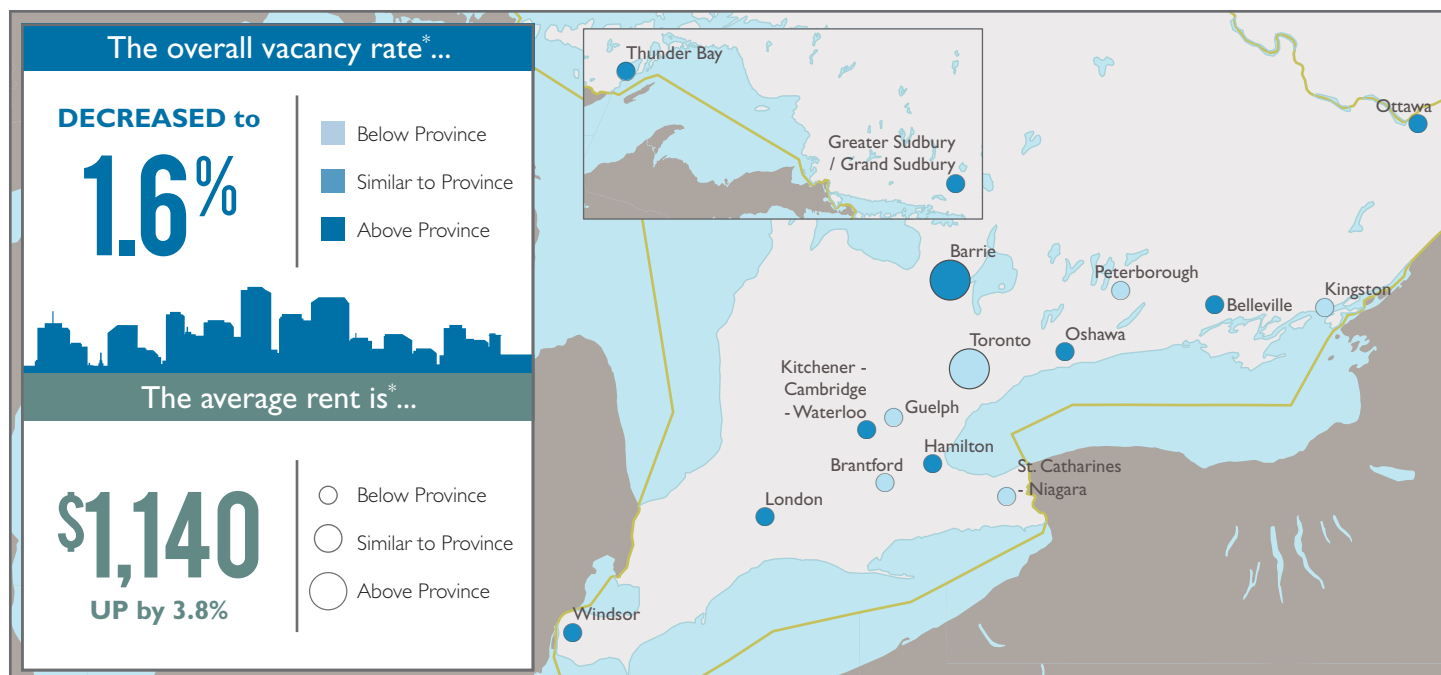 The overall vacancy rate*...
DECREASED to
1.6%
Below Province
Similar to Province
Above Province
The average rent is*...
$1,140
UP by 3.8%
Below Province
Similar to Province
Above Province
Thunder Bay
Greater Sudbury
/ Grand Sudbury
Ottawa
Barrie
Peterborough
Belleville
Kingston
Toronto
Oshawa
Kitchener -
Cambridge
- Waterloo
Guelph
Hamilton
Brantford
St. Catharines
- Niagara
London
Windsor